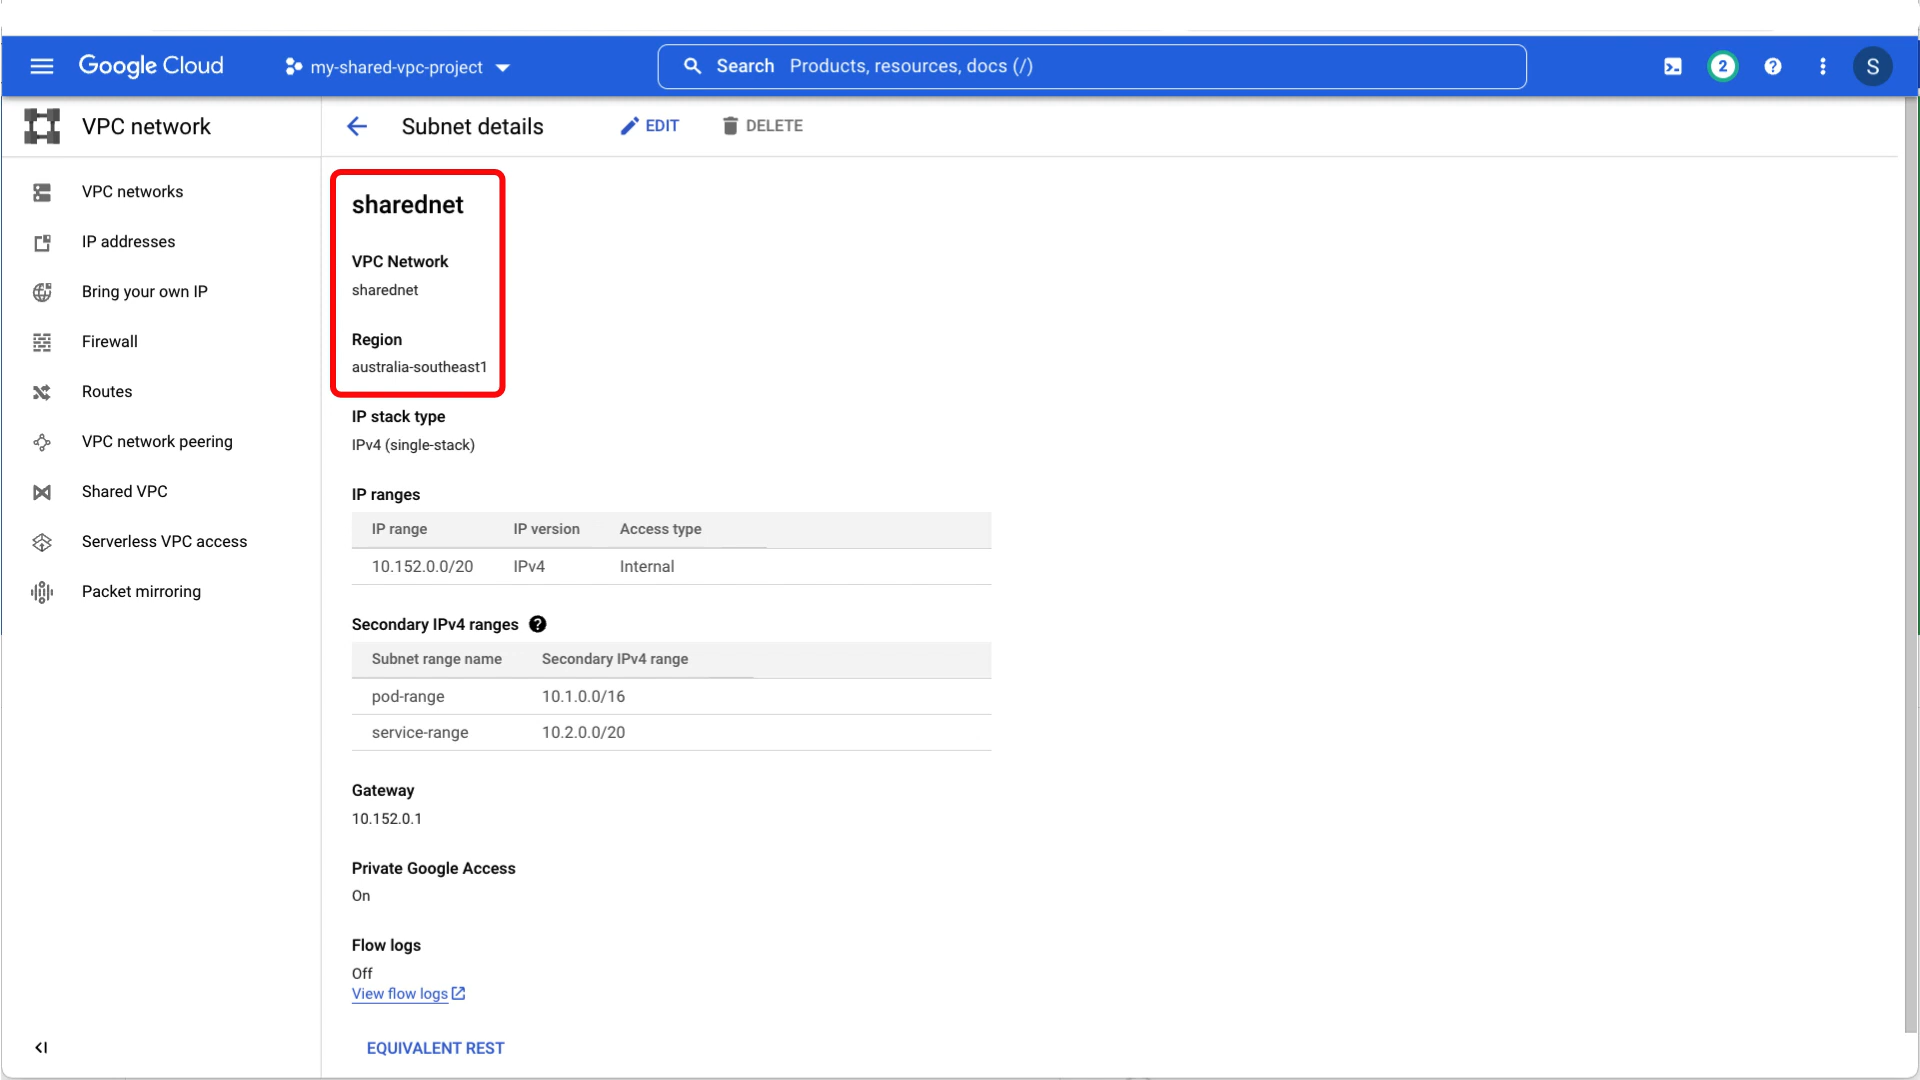 Google Cloud
my-shared-vpc-project
Search Products, resources, docs (/)
2
S
VPC network
Subnet details
EDIT
DELETE
VPC networks
IP addresses
Bring your own IP
Firewall
Routes
VPC network peering
Shared VPC
Serverless VPC access
Packet mirroring
sharednet
VPC Network
sharednet
Region
australia-southeast1
IP stack type
IPv4 (single-stack)
IP ranges
IP range IP version Access type
10.152.0.0/20 IPv4 Internal
Secondary IPv4 ranges
Subnet range name Secondary IPv4 range
pod-range 10.1.0.0/16
service-range 10.2.0.0/20
Gateway
10.152.0.1
Private Google Access
On
Flow logs
Off
View flow logs
EQUIVALENT REST